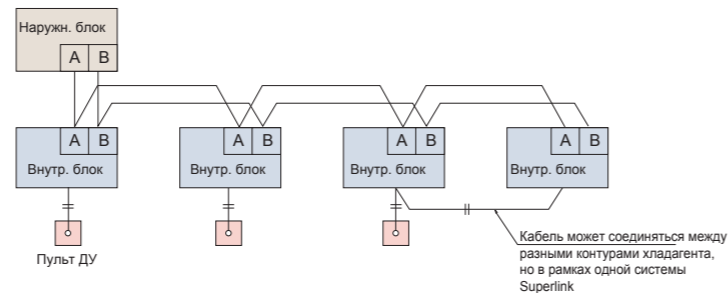 Наружн. блок
A B
A B
A B
A B
A B
Внутр. блок
Внутр. блок
Внутр. блок
Внутр. блок
Пульт ДУ
Кабель может соединяться между
разными контурами хладагента,
но в рамках одной системы
Superlink